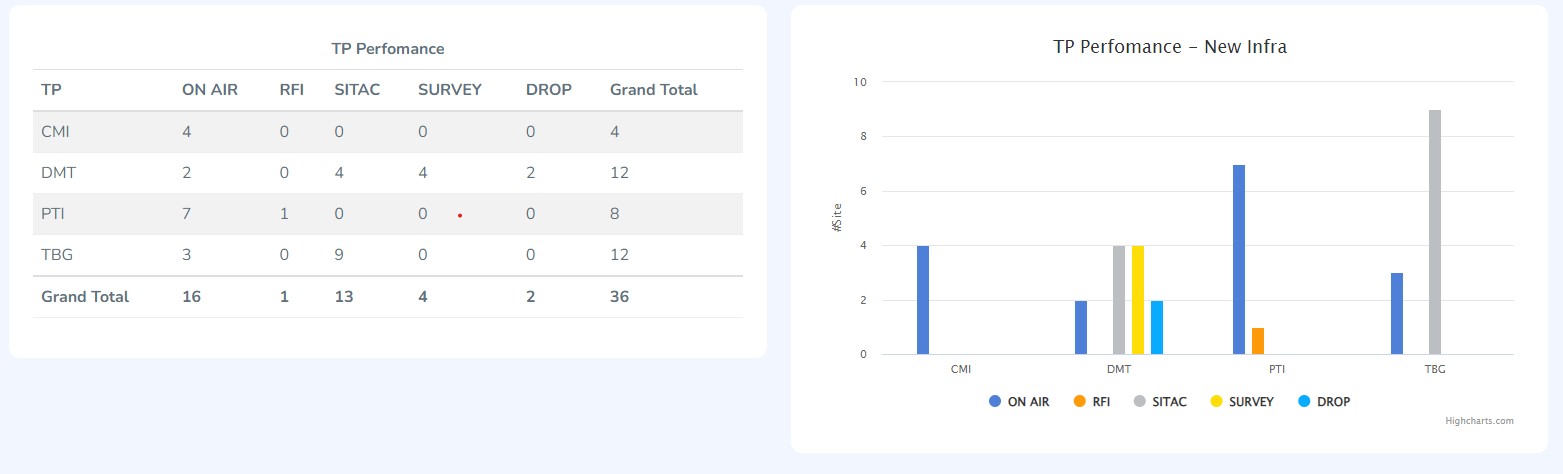 TP Perfomance
TP ON AIR RFI SITAC SURVEY DROP Grand Total
CMI 4 0 0 0 0 4
DMT 2 0 4 4 2 12
PTI 7 1 0 0 0 8
TBG 3 0 9 0 0 12
Grand Total 16 1 13 4 2 36
TP Perfomance – New Infra
#Site
10
8
6
4
2
0
CMI DMT PTI TBG
ON AIR RFI SITAC SURVEY DROP
Highcharts.com